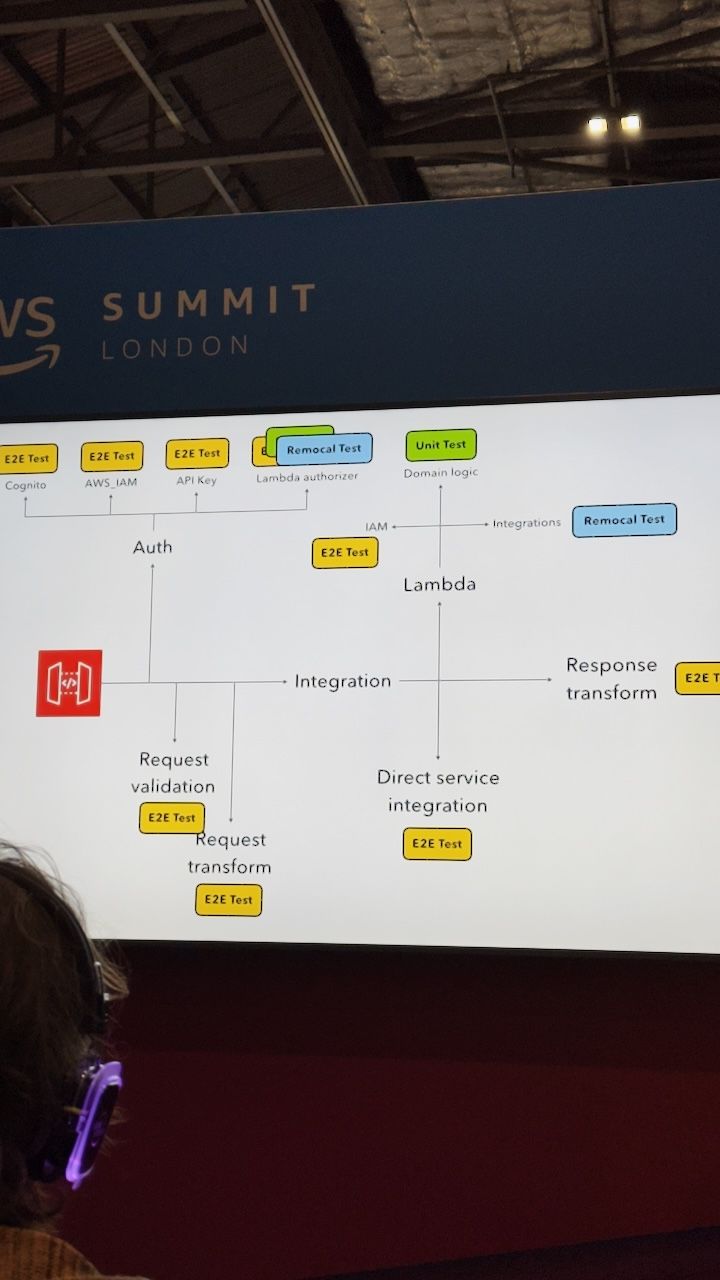 WS SUMMIT
LONDON
E2E Test
E2E Test
E2E Test
E
Remocal Test
Unit Test
Cognito
AWS_IAM
API Key
Lambda authorizer
Domain logic
IAM
Integrations
Remocal Test
Auth
E2E Test
Lambda
Integration
Response
transform
E2E T
Request
validation
E2E Test
Direct service
integration
Request
transform
E2E Test
E2E Test